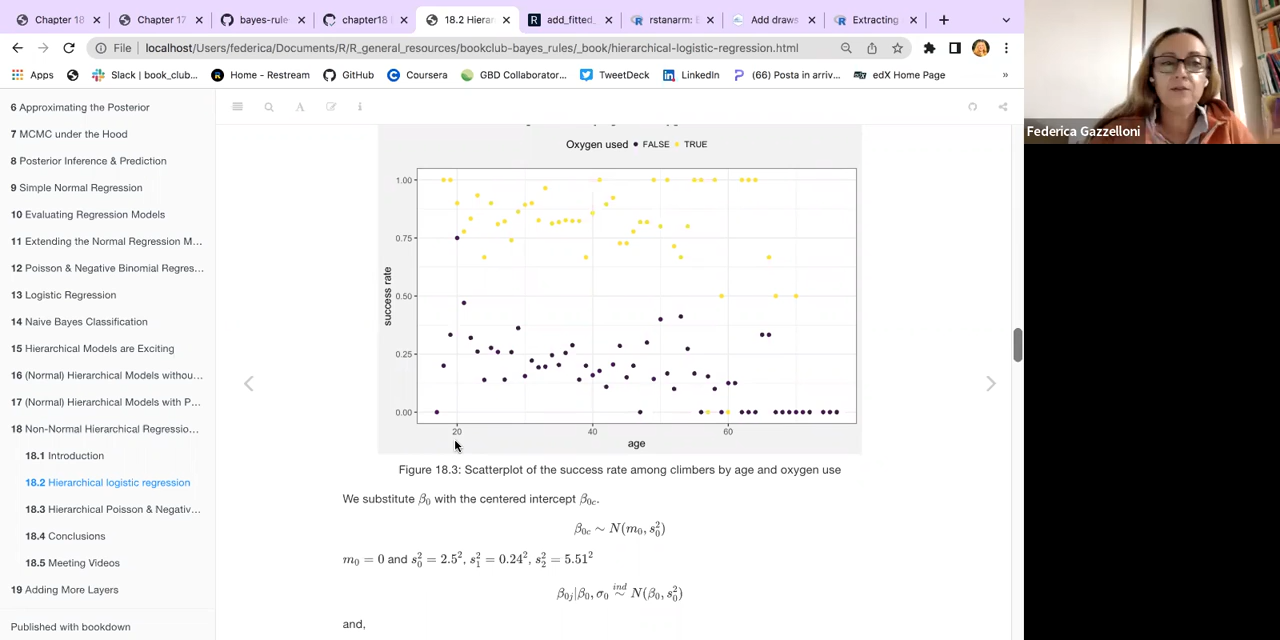 Chapter 18
Chapter 17
bayes-rule
chapter18
18.2 Hierar
add_fitted_
rstanarm: E
Add draws
Extracting
File
localhost/Users/federica/Documents/R/R_general_resources/bookclub-bayes_rules/_book/hierarchical-logistic-regression.html
Apps
Slack | book_club...
Home - Restream
GitHub
Coursera
GBD Collaborator...
TweetDeck
LinkedIn
(66) Posta in arriv...
edX Home Page
»
6 Approximating the Posterior
7 MCMC under the Hood
8 Posterior Inference & Prediction
9 Simple Normal Regression
10 Evaluating Regression Models
11 Extending the Normal Regression M...
12 Poisson & Negative Binomial Regres...
13 Logistic Regression
14 Naive Bayes Classification
15 Hierarchical Models are Exciting
16 (Normal) Hierarchical Models withou...
17 (Normal) Hierarchical Models with P...
18 Non-Normal Hierarchical Regressio...
18.1 Introduction
18.2 Hierarchical logistic regression
18.3 Hierarchical Poisson & Negativ...
18.4 Conclusions
18.5 Meeting Videos
19 Adding More Layers
Published with bookdown
Oxygen used FALSE TRUE
success rate
1.00
0.75
0.50
0.25
0.00
20 40 60
age
Figure 18.3: Scatterplot of the success rate among climbers by age and oxygen use
We substitute β₀ with the centered intercept β₀c.
β₀c ∼ N(m₀, s₀²)
m₀ = 0 and s₀² = 2.5², s₁² = 0.24², s₂² = 5.51²
β₀j|β₀, σ₀ ind∼ N(β₀, s₀²)
and,
Federica Gazzelloni